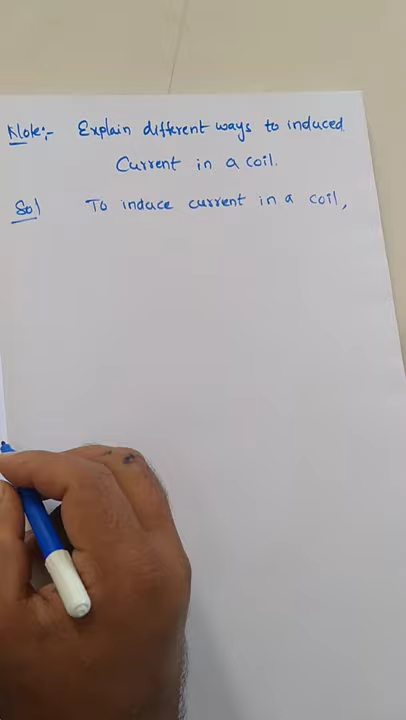 Note:- Explain different ways to induced
Current in a coil.
Sol To induce current in a coil,